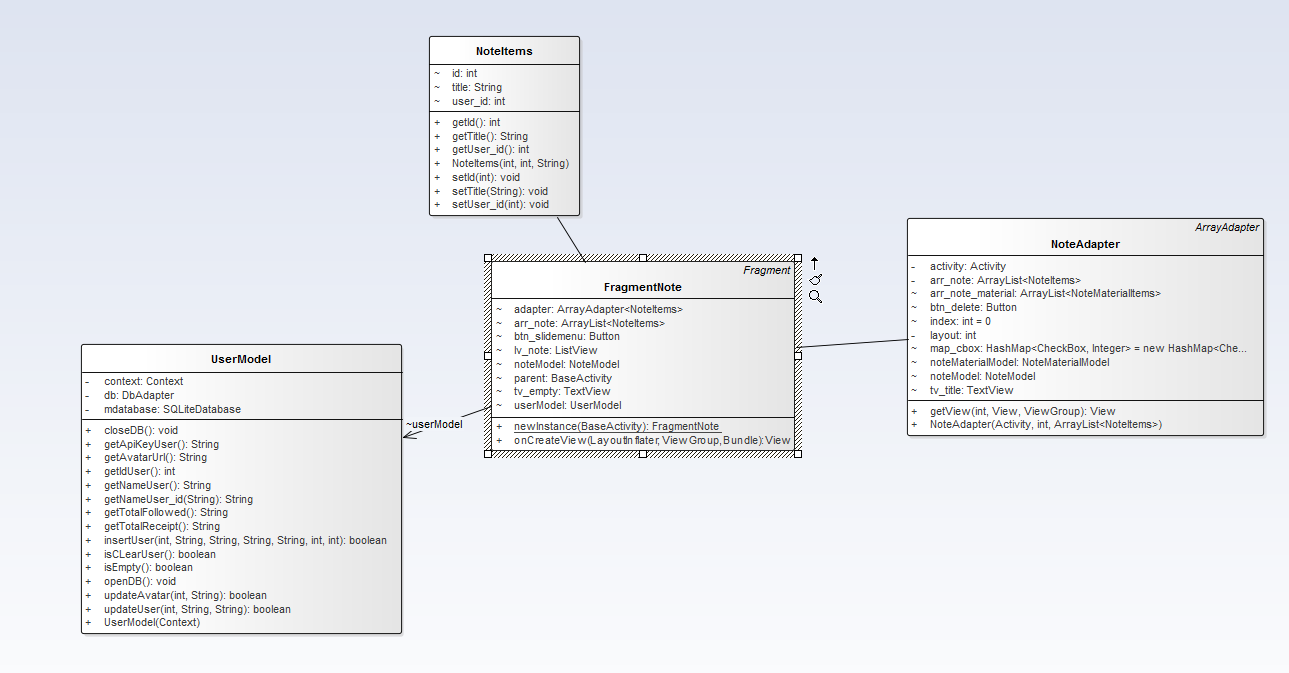 NoteItems
~ id: int
~ title: String
~ user_id: int
+ getId(): int
+ getTitle(): String
+ getUser_id(): int
+ NoteItems(int, int, String)
+ setId(int): void
+ setTitle(String): void
+ setUser_id(int): void
Fragment
FragmentNote
~ adapter: ArrayAdapter<NoteItems>
~ arr_note: ArrayList<NoteItems>
~ btn_slidemenu: Button
~ lv_note: ListView
~ noteModel: NoteModel
~ parent: BaseActivity
~ tv_empty: TextView
~ userModel: UserModel
+ newInstance(BaseActivity): FragmentNote
+ onCreateView(LayoutInflater, ViewGroup,Bundle):View
ArrayAdapter
NoteAdapter
- activity: Activity
- arr_note: ArrayList<NoteItems>
~ arr_note_material: ArrayList<NoteMaterialItems>
~ btn_delete: Button
~ index: int = 0
- layout: int
~ map_cbox: HashMap<CheckBox, Integer> = new HashMap<Che...
~ noteMaterialModel: NoteMaterialModel
~ noteModel: NoteModel
~ tv_title: TextView
+ getView(int, View, ViewGroup): View
+ NoteAdapter(Activity, int, ArrayList<NoteItems>)
~userModel
UserModel
- context: Context
- db: DbAdapter
- mdatabase: SQLiteDatabase
+ closeDB(): void
+ getApiKeyUser(): String
+ getAvatarUrl(): String
+ getIdUser(): int
+ getNameUser(): String
+ getNameUser_id(String): String
+ getTotalFollowed(): String
+ getTotalReceipt(): String
+ insertUser(int, String, String, String, String, int, int): boolean
+ isCLearUser(): boolean
+ isEmpty(): boolean
+ openDB(): void
+ updateAvatar(int, String): boolean
+ updateUser(int, String, String): boolean
+ UserModel(Context)